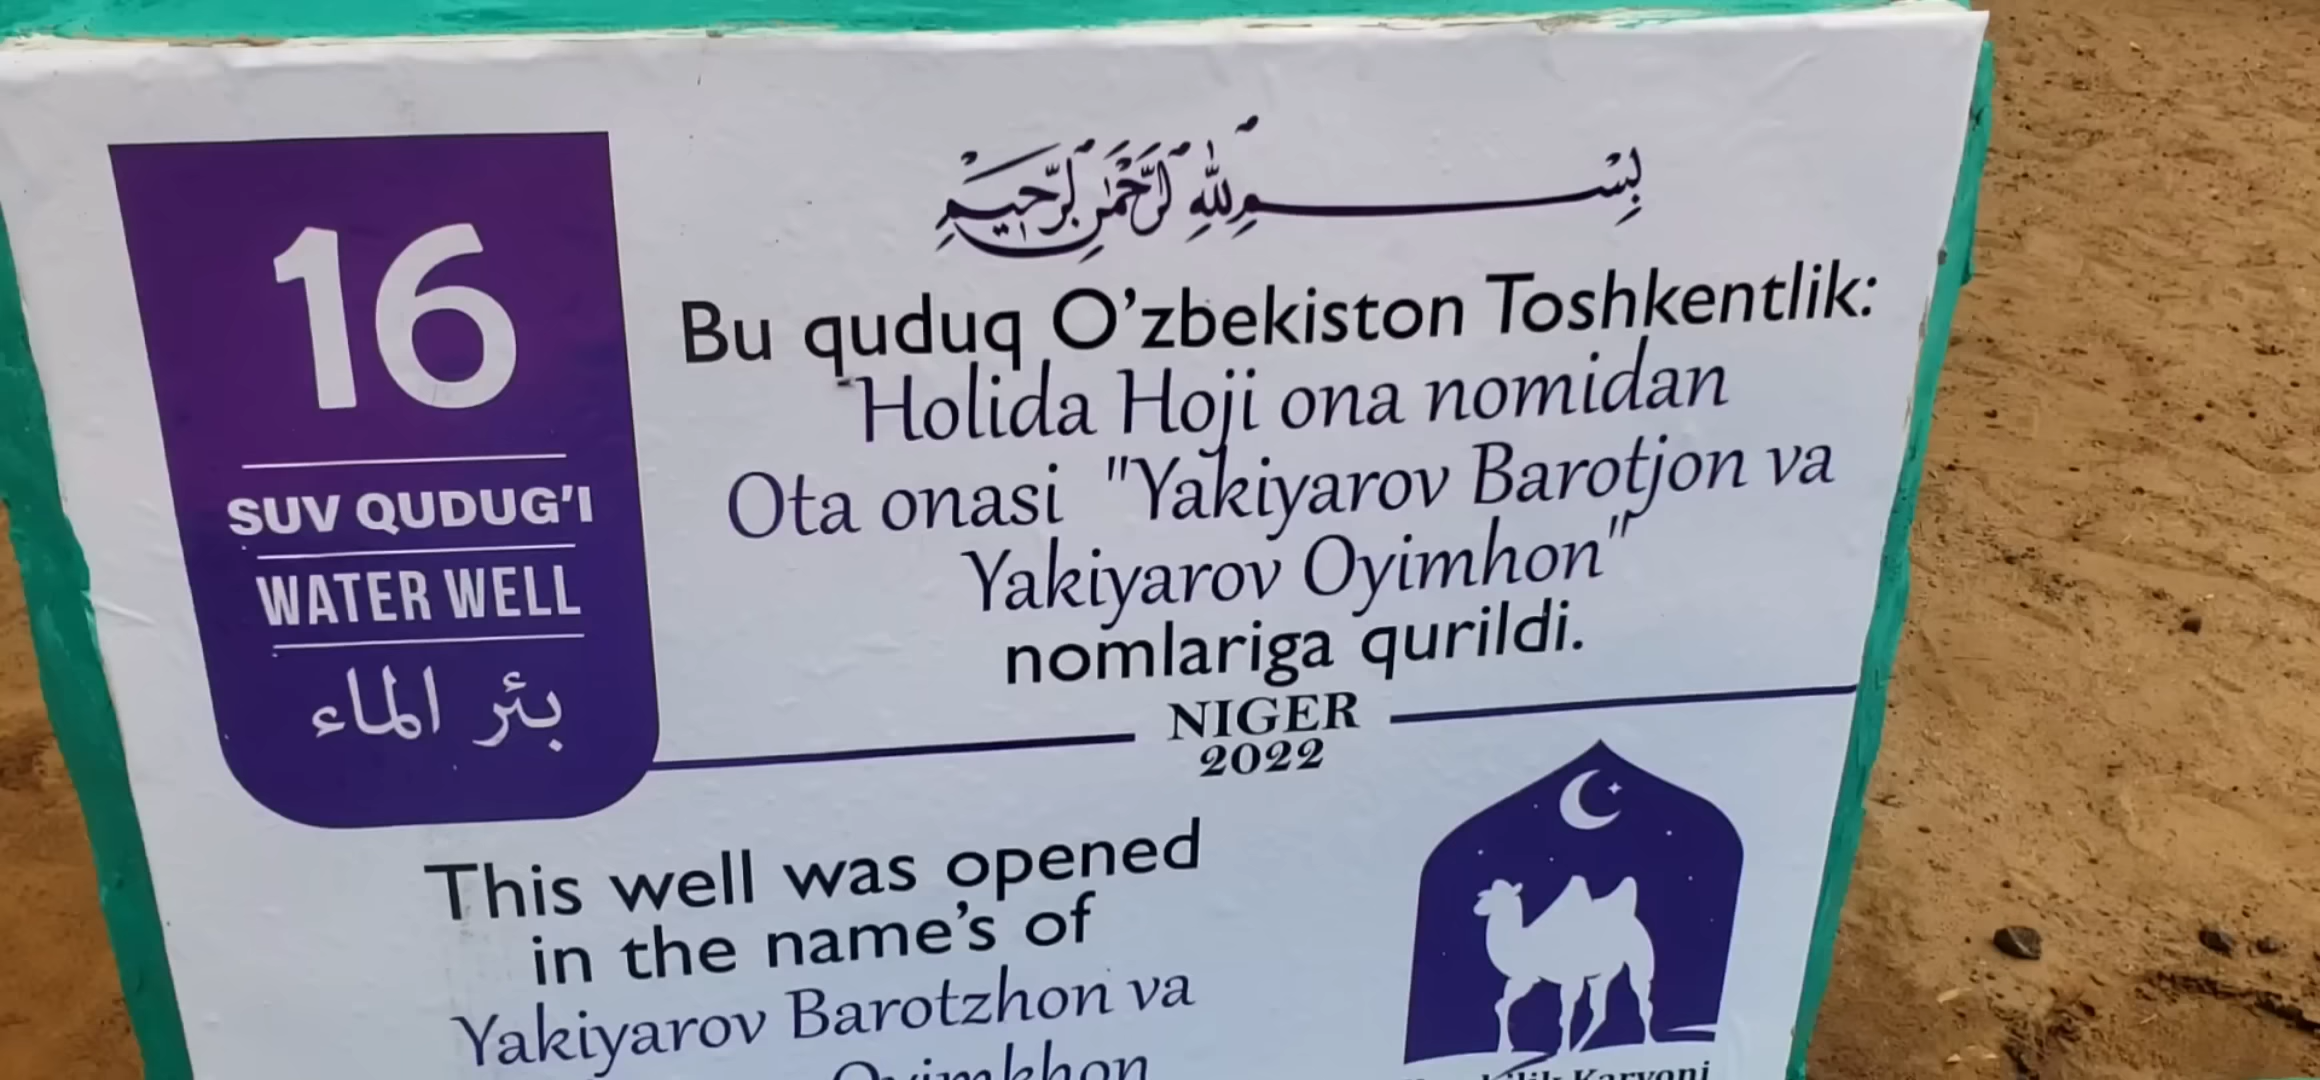 16
SUV QUDUG'I
WATER WELL
بئر الماء
بِسْمِ اللهِ الرَّحْمٰنِ الرَّحِيْمِ
Bu quduq O'zbekiston Toshkentlik:
Holida Hoji ona nomidan
Ota onasi "Yakiyarov Barotjon va
Yakiyarov Oyimhon"
nomlariga qurildi.
NIGER
2022
This well was opened
in the name's of
Yakiyarov Barotzhon va
Oyimkhon
Karvoni